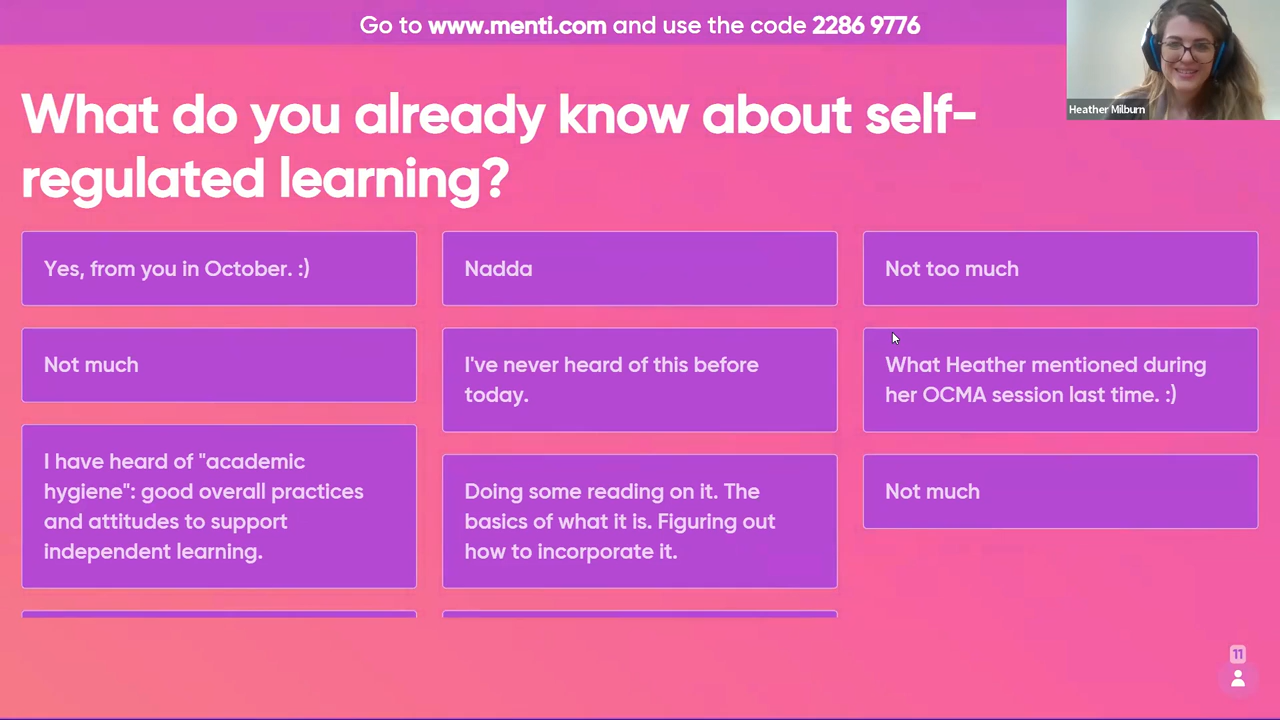 Go to www.menti.com and use the code 2286 9776
Heather Milburn
What do you already know about self-
regulated learning?
Yes, from you in October. :)
Nadda
Not too much
Not much
I've never heard of this before
today.
What Heather mentioned during
her OCMA session last time. :)
I have heard of "academic
hygiene": good overall practices
and attitudes to support
independent learning.
Doing some reading on it. The
basics of what it is. Figuring out
how to incorporate it.
Not much
11